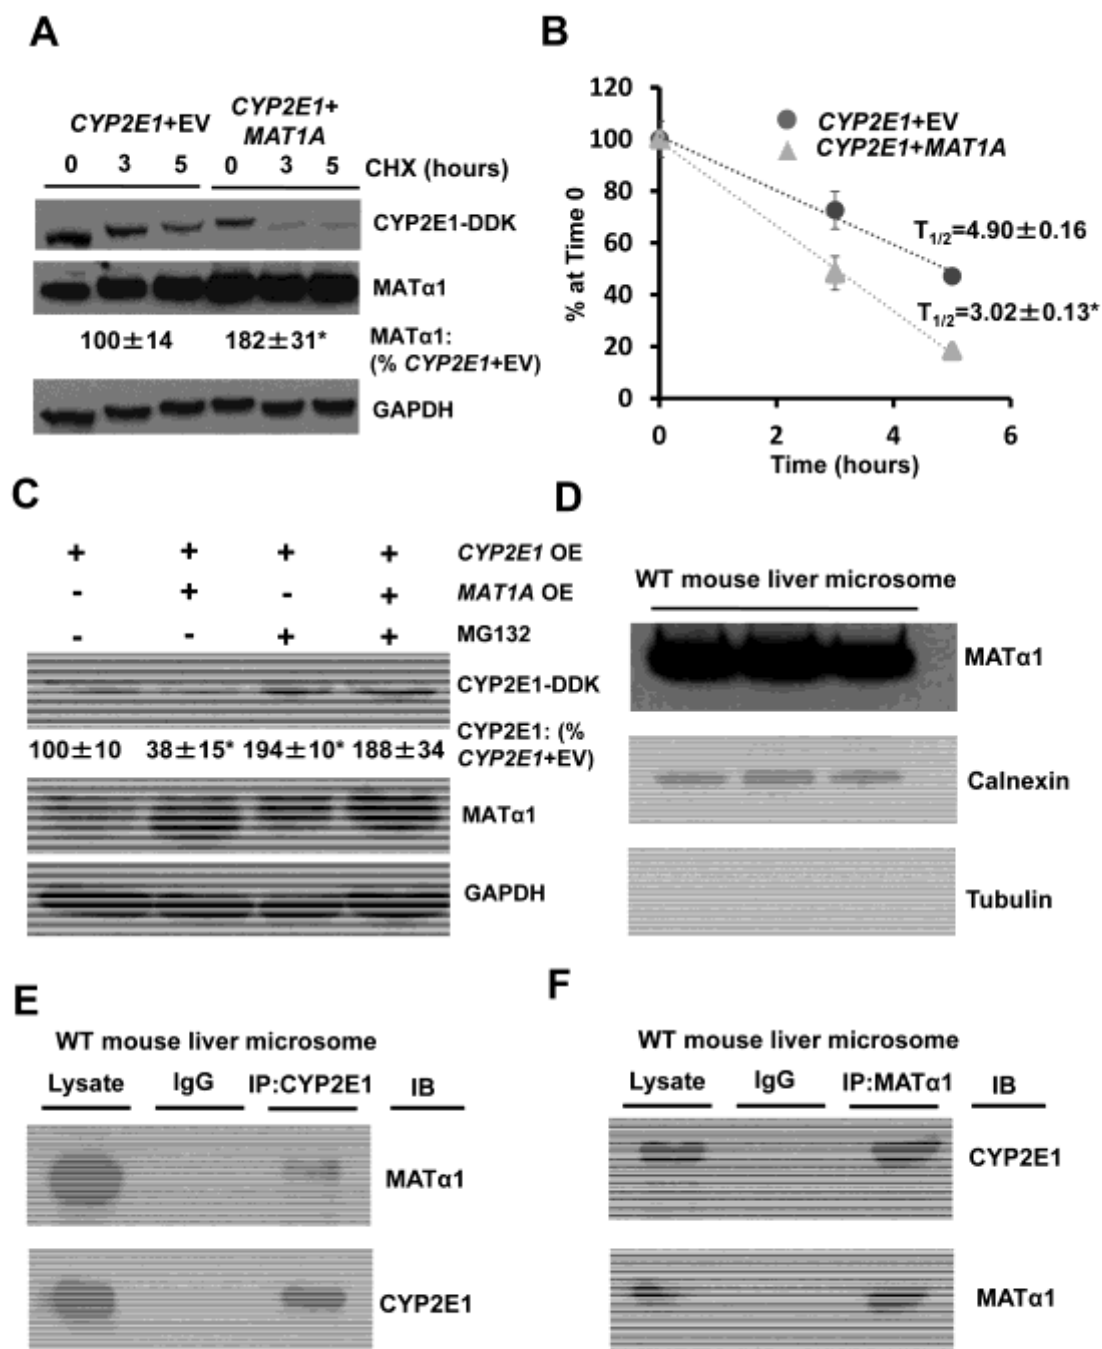 A
CYP2E1+EV
CYP2E1+
MAT1A
0 3 5 0 3 5 CHX (hours)
CYP2E1-DDK
MATα1
100±14 182±31* MATα1:
(% CYP2E1+EV)
GAPDH
B
120
100
80
60
40
20
0
% at Time 0
CYP2E1+EV
CYP2E1+MAT1A
T1/2=4.90±0.16
T1/2=3.02±0.13*
0 2 4 6
Time (hours)
C
+ + + + CYP2E1 OE
- + - + MAT1A OE
- - + + MG132
CYP2E1-DDK
CYP2E1: (%
100±10 38±15* 194±10* 188±34 CYP2E1+EV)
MATα1
GAPDH
D
WT mouse liver microsome
MATα1
Calnexin
Tubulin
E
WT mouse liver microsome
Lysate IgG IP:CYP2E1 IB
MATα1
CYP2E1
F
WT mouse liver microsome
Lysate IgG IP:MATα1 IB
CYP2E1
MATα1